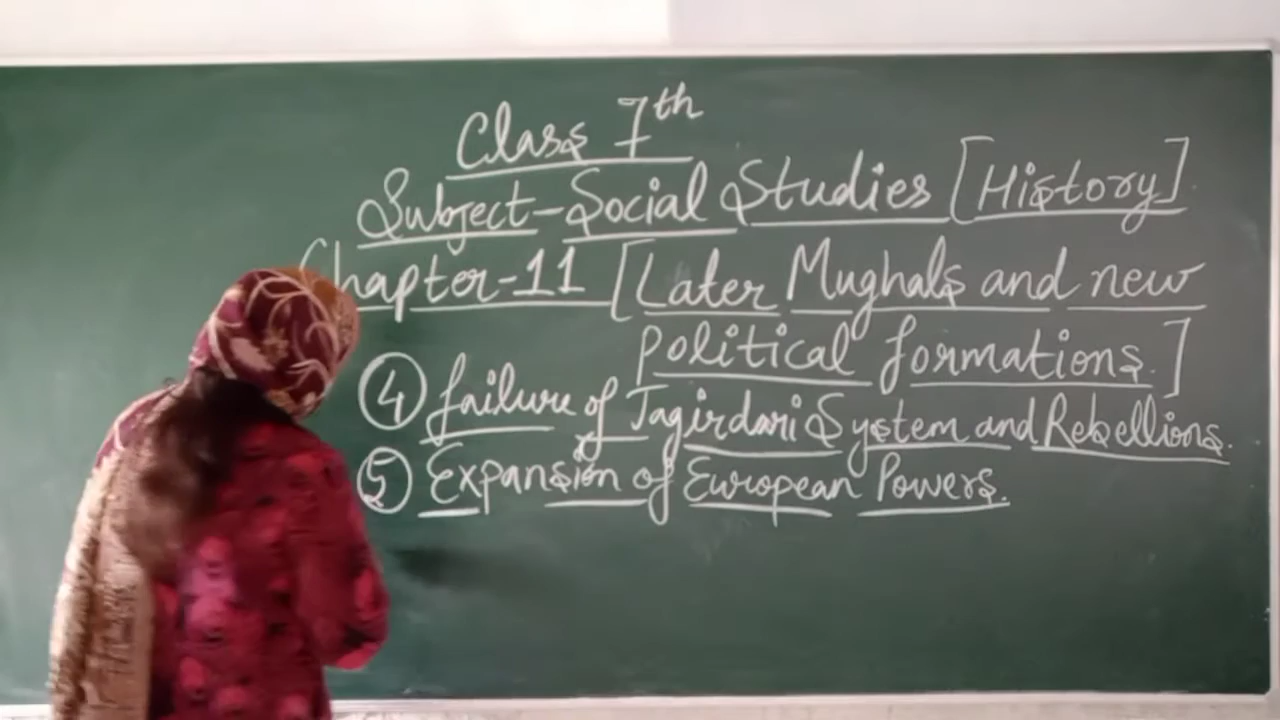 Class 7th
Subject-Social Studies [History]
Chapter-11 [Later Mughals and new
political formations.]
④ failure of Jagirdari System and Rebellions.
⑤ Expansion of European Powers.